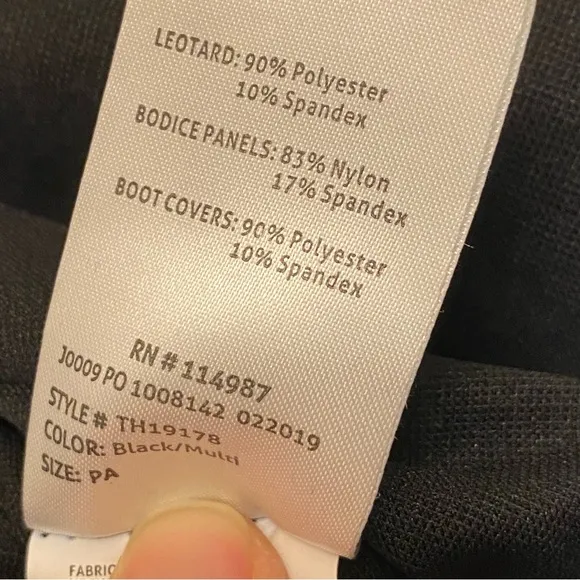 LEOTARD: 90% Polyester
10% Spandex
BODICE PANELS: 83% Nylon
17% Spandex
BOOT COVERS: 90% Polyester
10% Spandex
RN # 114987
J0009 PO 1008142 022019
STYLE # TH19178
COLOR: Black/Multi
SIZE: PA
FABRIC